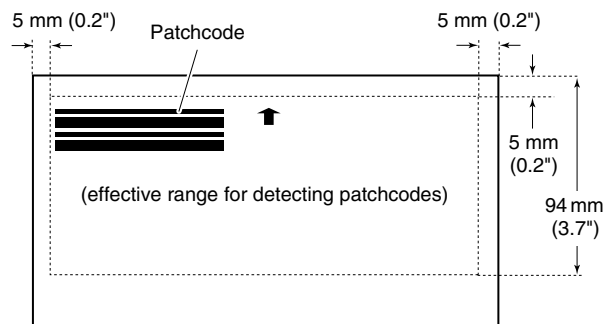 5 mm (0.2")
5 mm (0.2")
Patchcode
5 mm
(0.2")
(effective range for detecting patchcodes)
94 mm
(3.7")